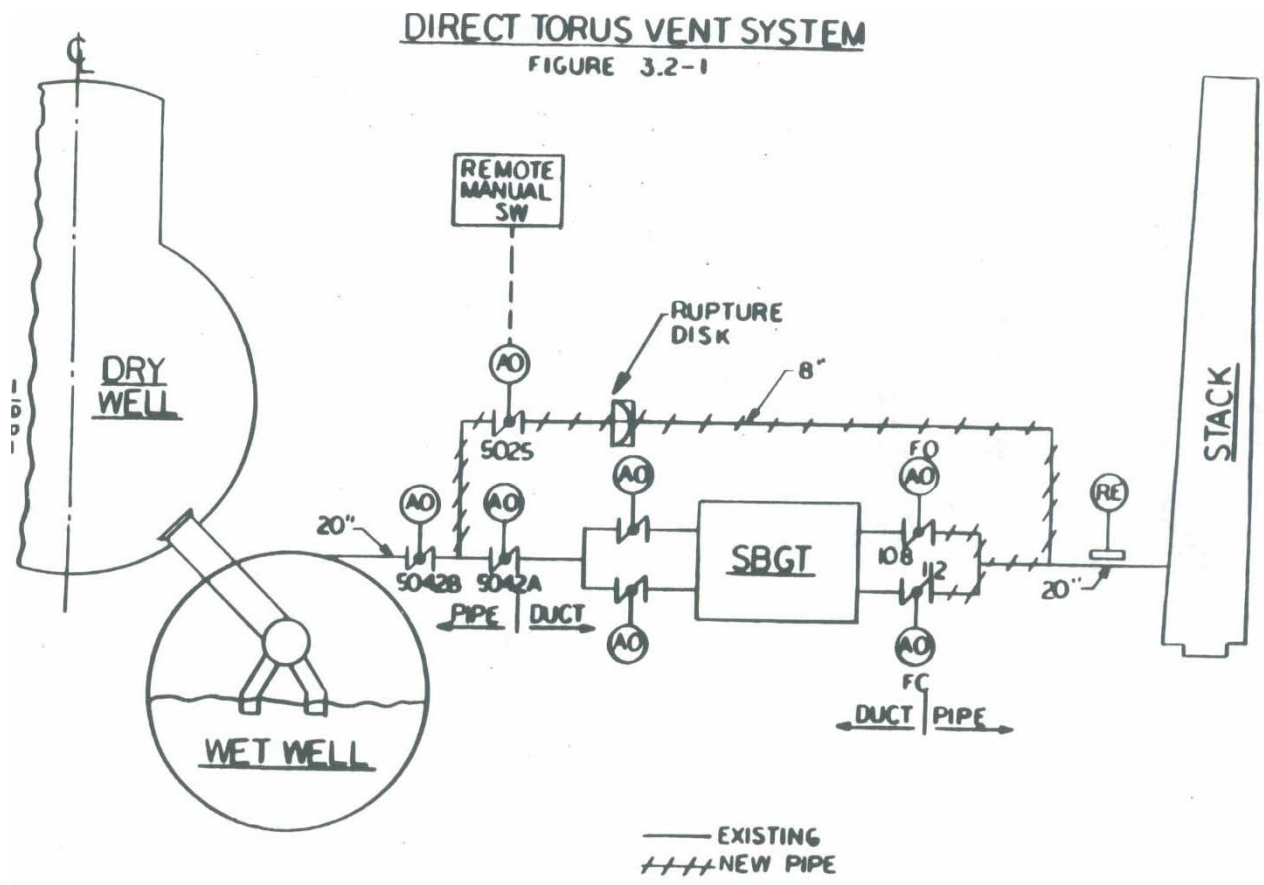 DIRECT TORUS VENT SYSTEM
FIGURE 3.2-1
REMOTE
MANUAL
SW
AO
RUPTURE
DISK
8"
DRY
WELL
5025
FO
AO
AO
AO
AO
RE
STACK
20"
5042B
5042A
SBGT
108
112
20"
PIPE
DUCT
AO
AO
FC
DUCT
PIPE
WET WELL
EXISTING
NEW PIPE